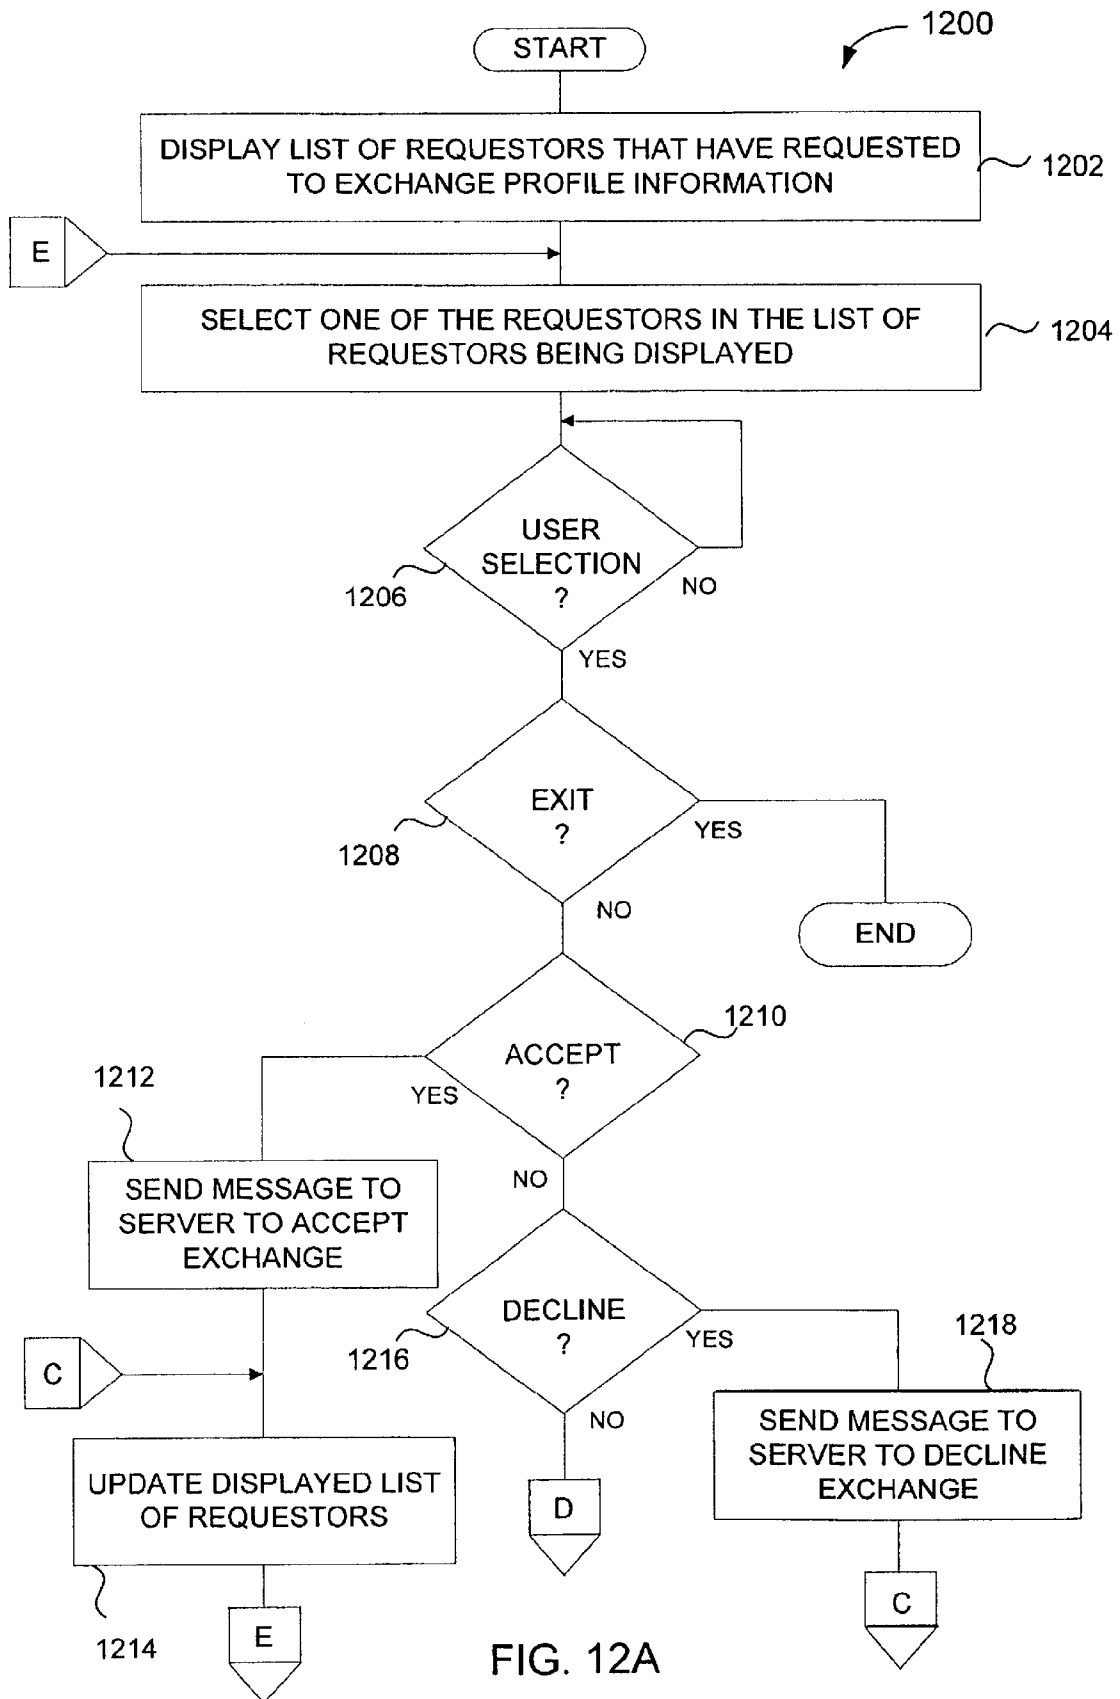 1200
START
DISPLAY LIST OF REQUESTORS THAT HAVE REQUESTED
TO EXCHANGE PROFILE INFORMATION
1202
E
SELECT ONE OF THE REQUESTORS IN THE LIST OF
REQUESTORS BEING DISPLAYED
1204
USER
SELECTION
?
1206
NO
YES
EXIT
?
1208
YES
NO
END
1210
ACCEPT
?
YES
1212
NO
SEND MESSAGE TO
SERVER TO ACCEPT
EXCHANGE
DECLINE
?
1216
YES
1218
C
NO
SEND MESSAGE TO
SERVER TO DECLINE
EXCHANGE
UPDATE DISPLAYED LIST
OF REQUESTORS
D
C
1214
E
FIG. 12A